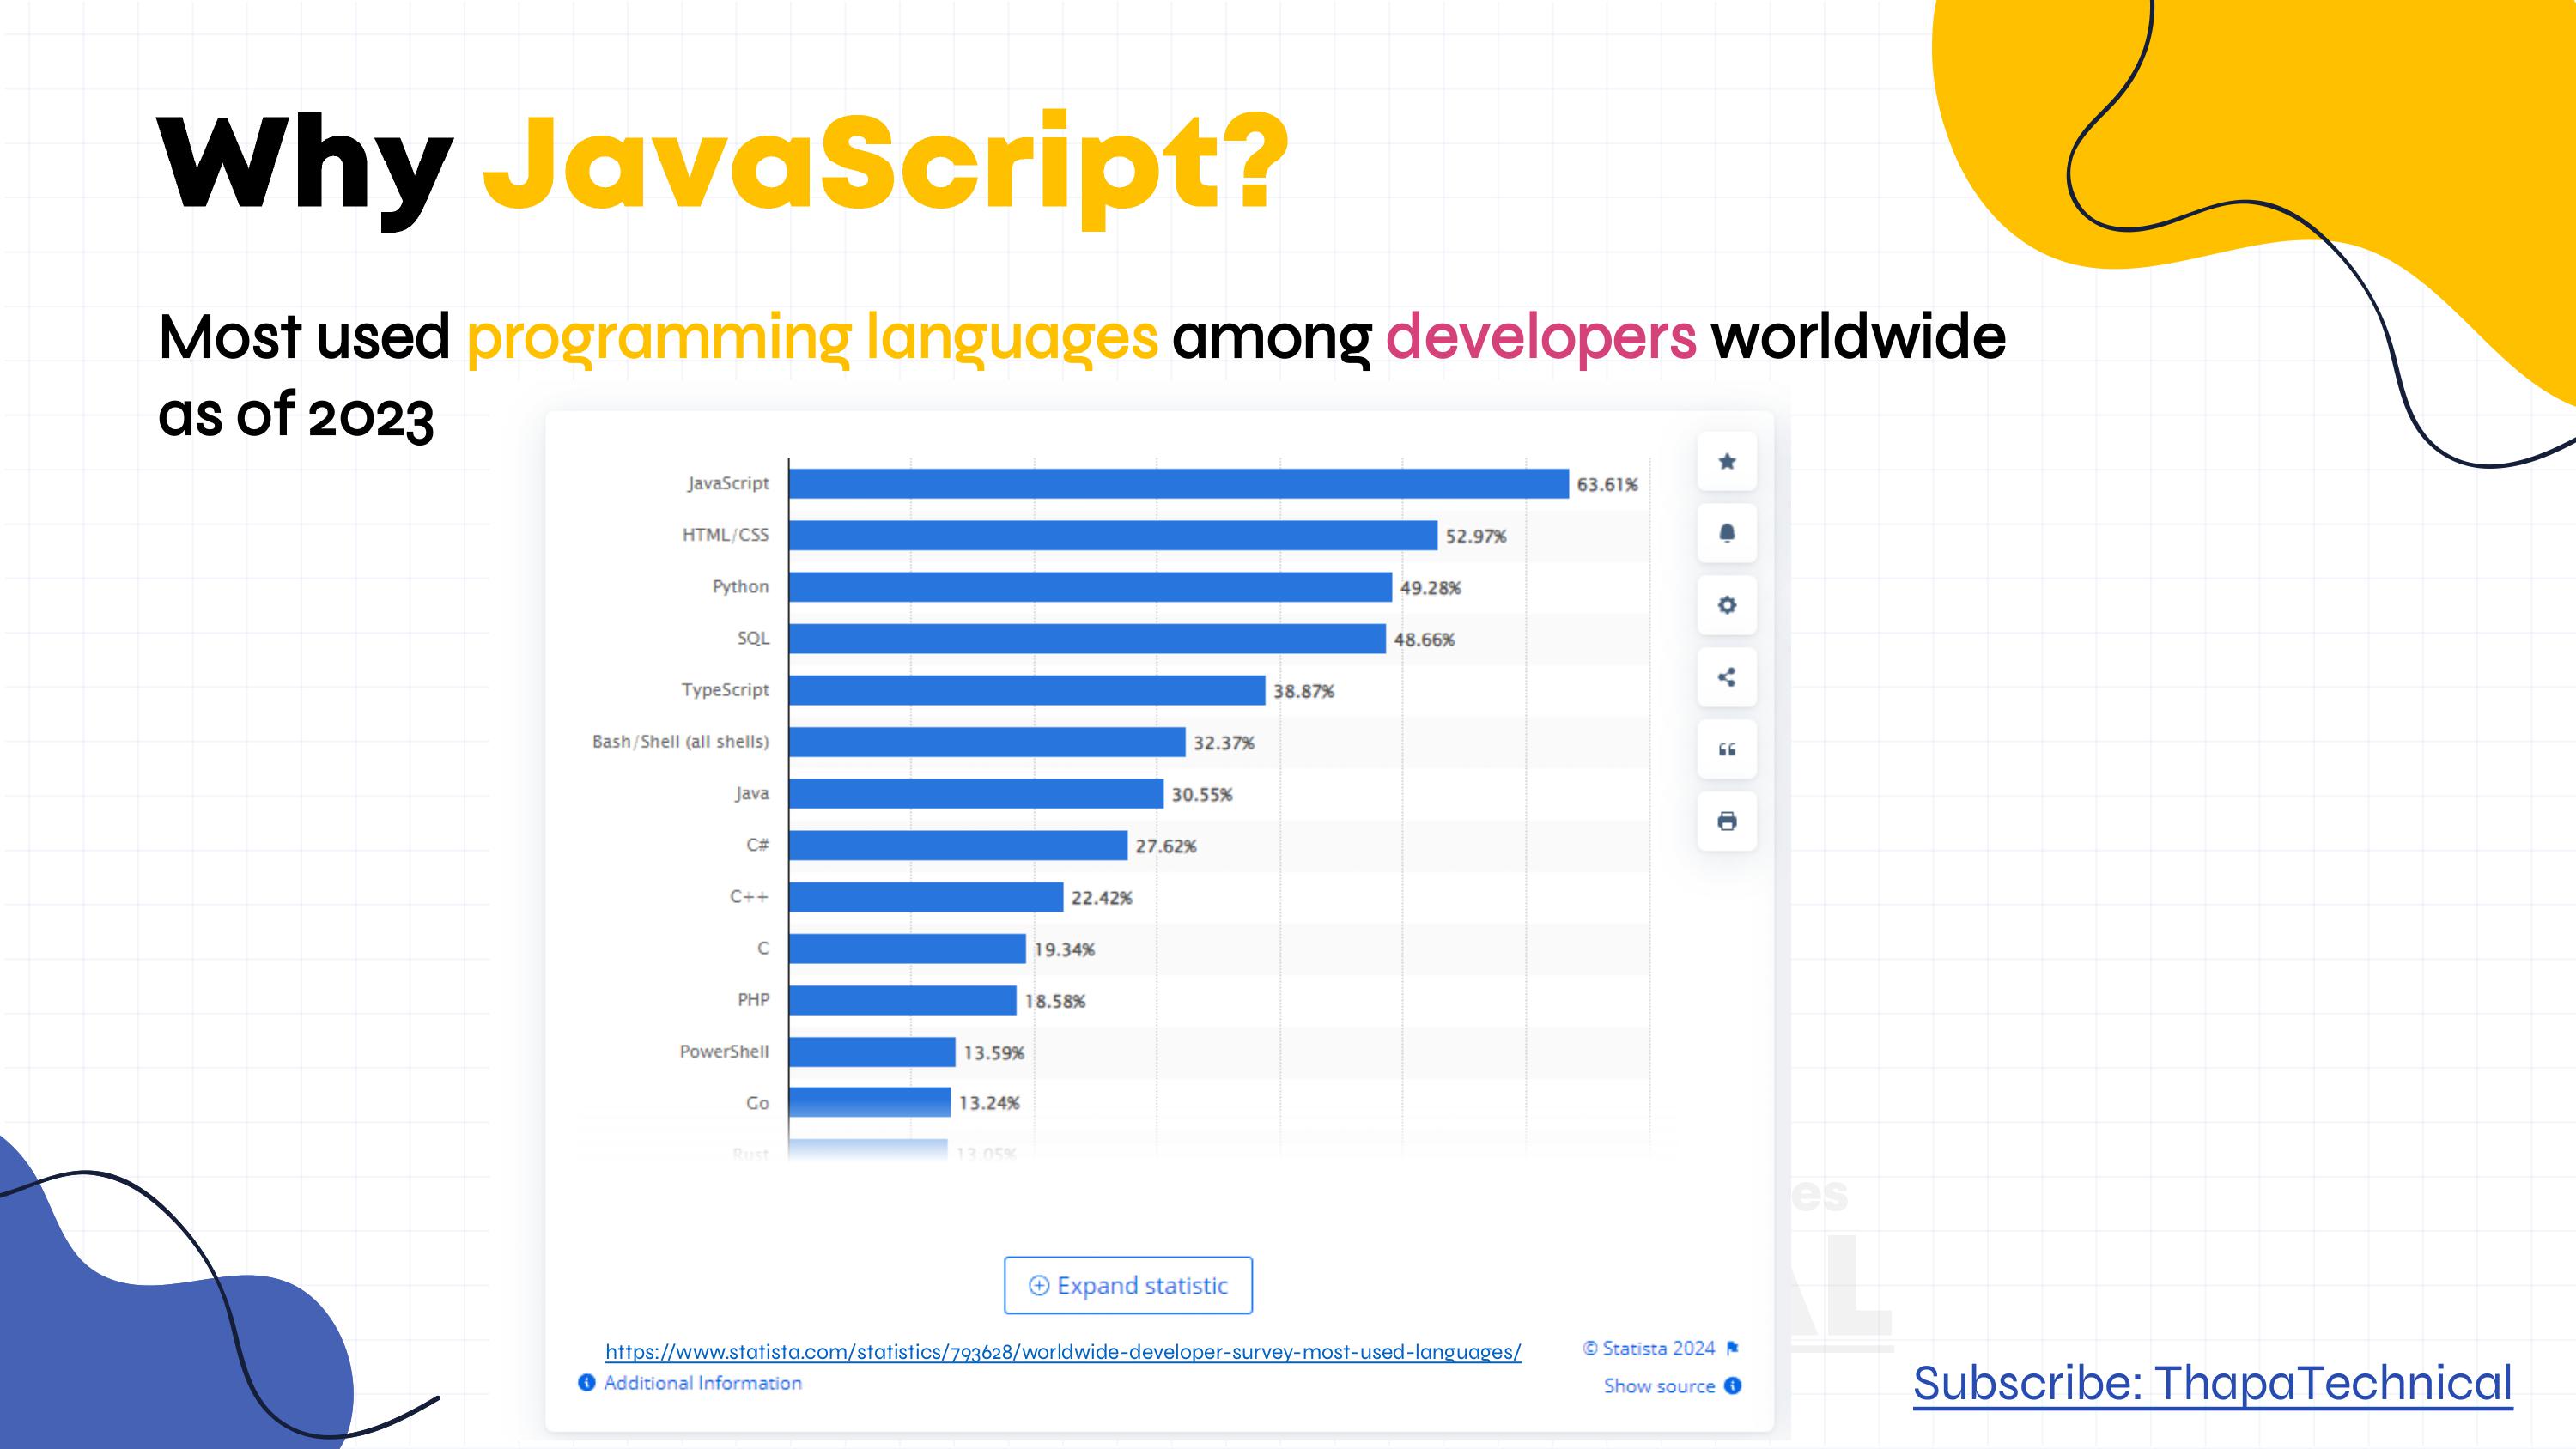 Why JavaScript?
Most used programming languages among developers worldwide
as of 2023
JavaScript 63.61%
HTML/CSS 52.97%
Python 49.28%
SQL 48.66%
TypeScript 38.87%
Bash/Shell (all shells) 32.37%
Java 30.55%
C# 27.62%
C++ 22.42%
C 19.34%
PHP 18.58%
PowerShell 13.59%
Go 13.24%
Rust 13.05%
es
AL
Expand statistic
https://www.statista.com/statistics/793628/worldwide-developer-survey-most-used-languages/
© Statista 2024
Additional Information
Show source
Subscribe: ThapaTechnical